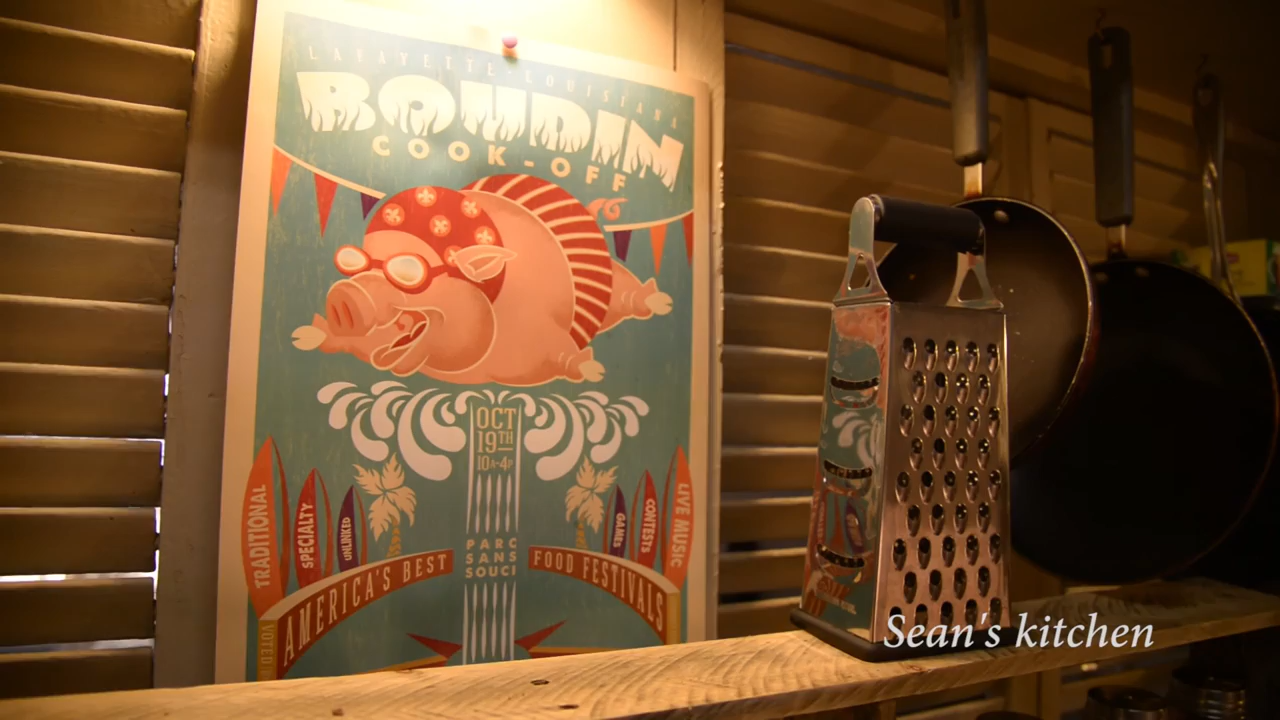 LAFAYETTE-LOUISIANA
BOUDIN
COOK-OFF
OCT
19TH
10A-4P
TRADITIONAL
SPECIALTY
UNLINKED
GAMES
CONTESTS
LIVE MUSIC
PARC
SANS
SOUCI
VOTED
AMERICA'S BEST
FOOD FESTIVALS
Sean's kitchen